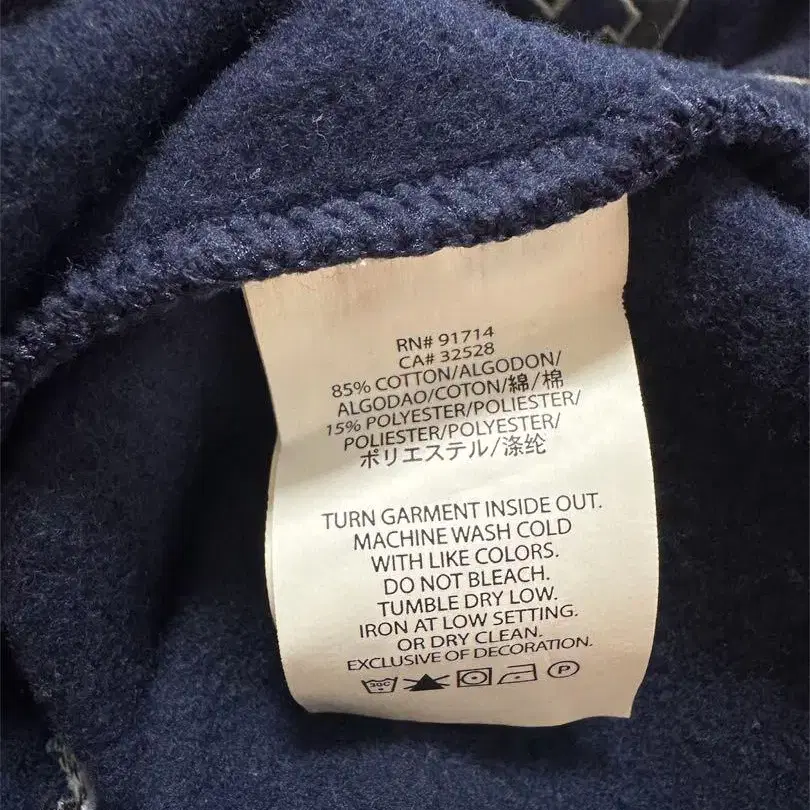 RN# 91714
CA# 32528
85% COTTON/ALGODON/
ALGODAO/COTON/綿/棉
15% POLYESTER/POLIESTER/
POLIESTER/POLYESTER/
ポリエステル/涤纶
TURN GARMENT INSIDE OUT.
MACHINE WASH COLD
WITH LIKE COLORS.
DO NOT BLEACH.
TUMBLE DRY LOW.
IRON AT LOW SETTING.
OR DRY CLEAN.
EXCLUSIVE OF DECORATION.
30C P